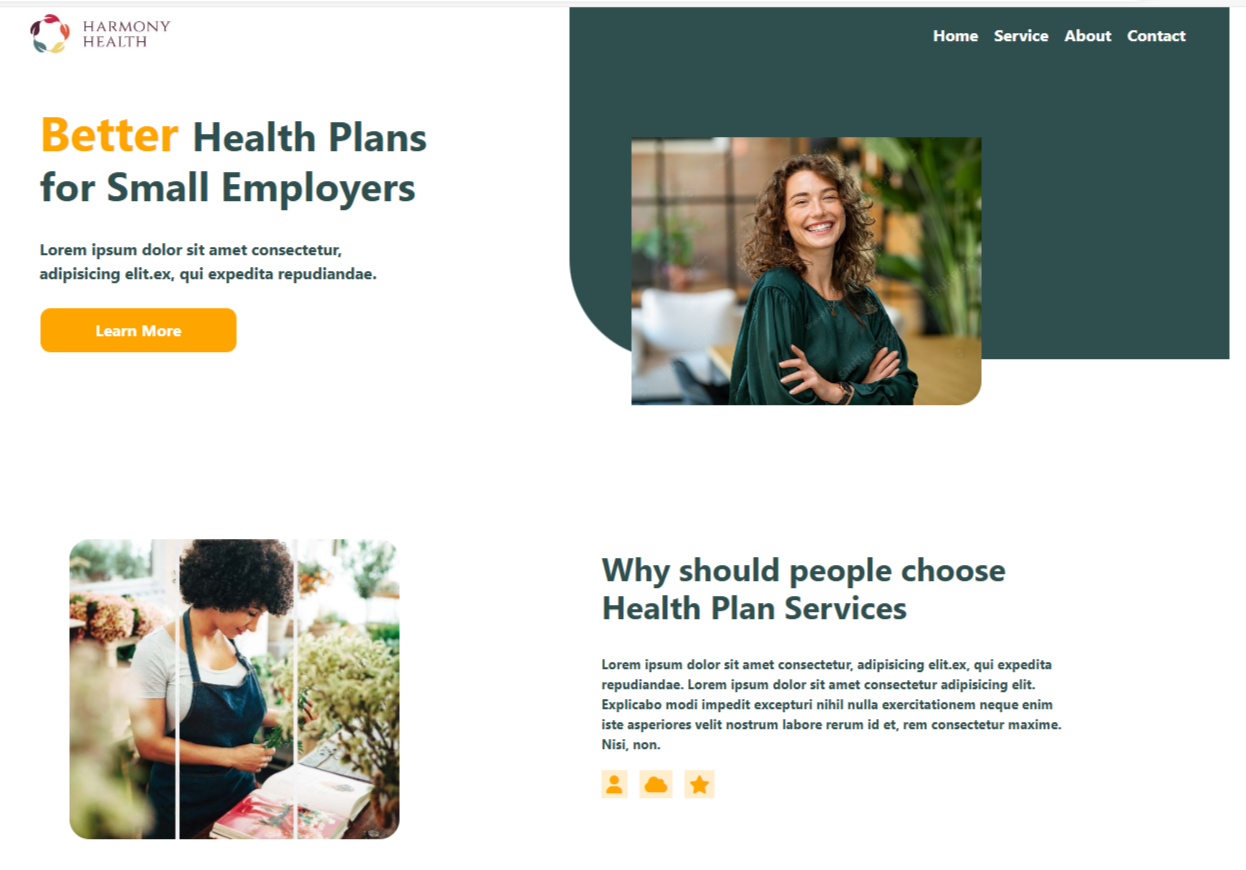 HARMONY
HEALTH
Home Service About Contact
Better Health Plans
for Small Employers
Lorem ipsum dolor sit amet consectetur,
adipisicing elit.ex, qui expedita repudiandae.
Learn More
Why should people choose
Health Plan Services
Lorem ipsum dolor sit amet consectetur, adipisicing elit.ex, qui expedita
repudiandae. Lorem ipsum dolor sit amet consectetur adipisicing elit.
Explicabo modi impedit excepturi nihil nulla exercitationem neque enim
iste asperiores velit nostrum labore rerum id et, rem consectetur maxime.
Nisi, non.